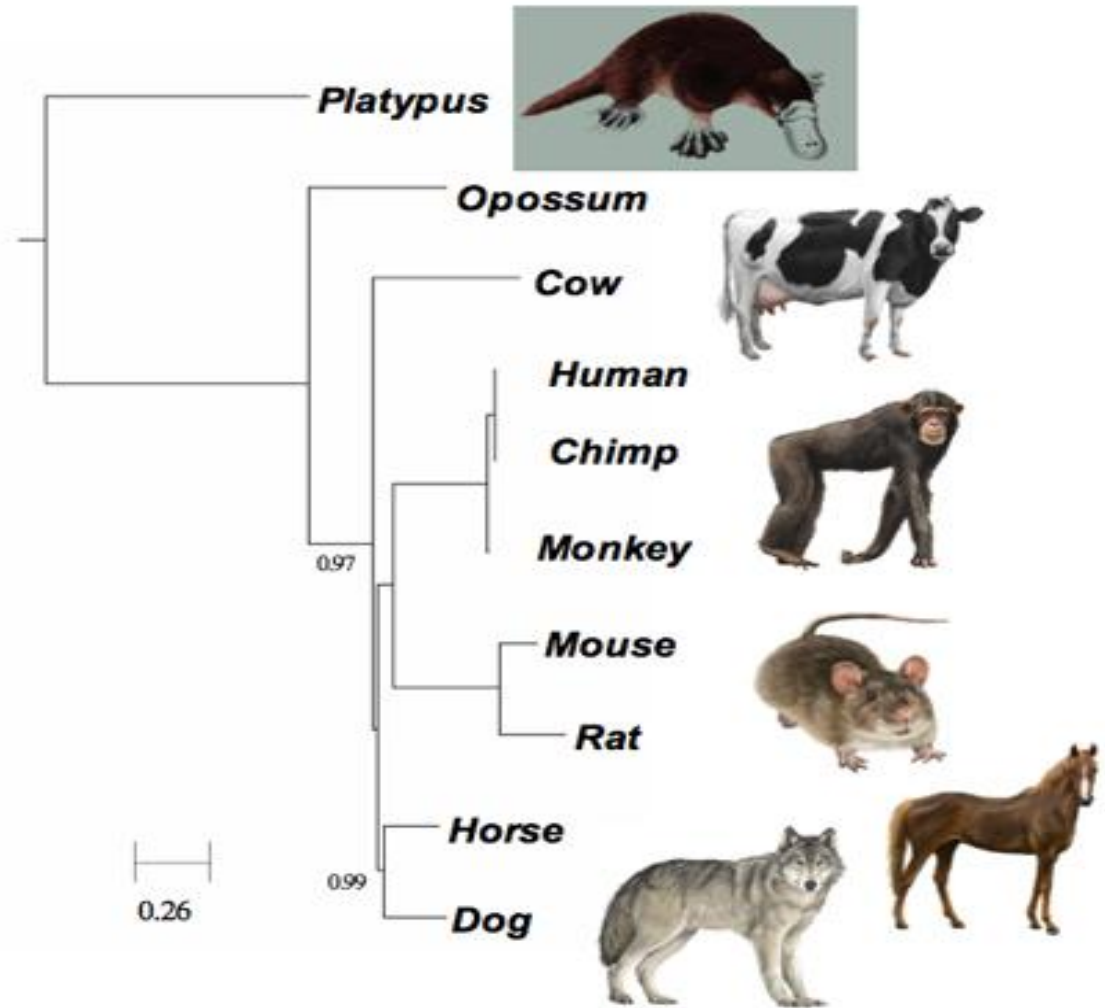 Platypus
Opossum
Cow
Human
Chimp
Monkey
0.97
Mouse
Rat
Horse
0.99
0.26
Dog